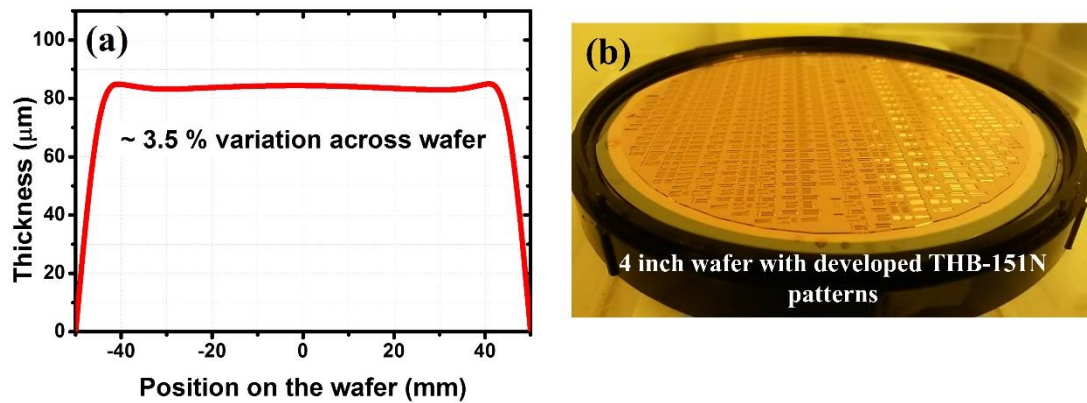 (a)
100
80
60
40
20
0
Thickness (μm)
~ 3.5 % variation across wafer
-40 -20 0 20 40
Position on the wafer (mm)
(b)
4 inch wafer with developed THB-151N
patterns